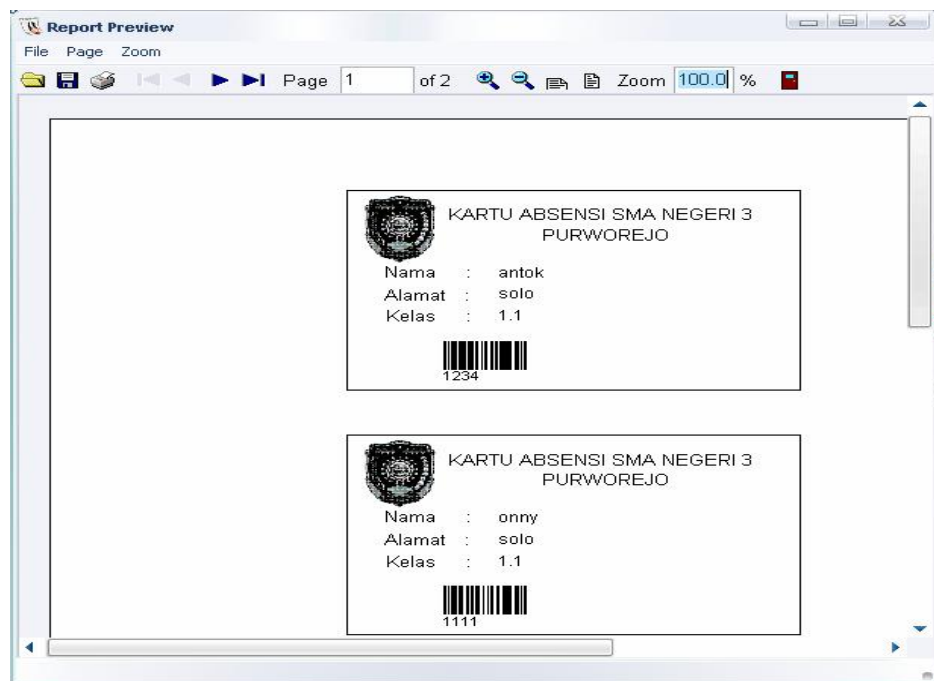 Report Preview
File Page Zoom
Page 1 of 2 Zoom 100.0 %
KARTU ABSENSI SMA NEGERI 3
PURWOREJO
Nama : antok
Alamat : solo
Kelas : 1.1
1234
KARTU ABSENSI SMA NEGERI 3
PURWOREJO
Nama : onny
Alamat : solo
Kelas : 1.1
1111